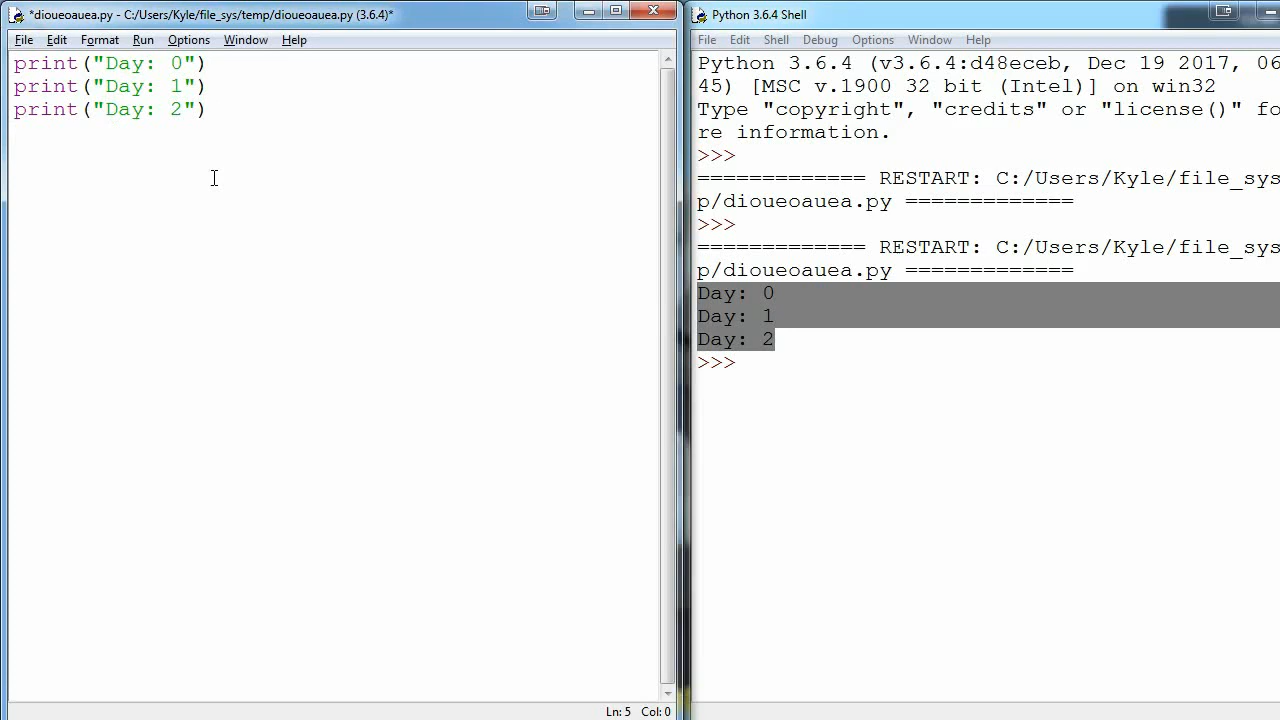 *dioueoauea.py - C:/Users/Kyle/file_sys/temp/dioueoauea.py (3.6.4)*
File Edit Format Run Options Window Help
print("Day: 0")
print("Day: 1")
print("Day: 2")
Ln: 5 Col: 0
Python 3.6.4 Shell
File Edit Shell Debug Options Window Help
Python 3.6.4 (v3.6.4:d48eceb, Dec 19 2017, 06
45) [MSC v.1900 32 bit (Intel)] on win32
Type "copyright", "credits" or "license()" fo
re information.
>>>
============= RESTART: C:/Users/Kyle/file_sys
p/dioueoauea.py =============
>>>
============= RESTART: C:/Users/Kyle/file_sys
p/dioueoauea.py =============
Day: 0
Day: 1
Day: 2
>>>